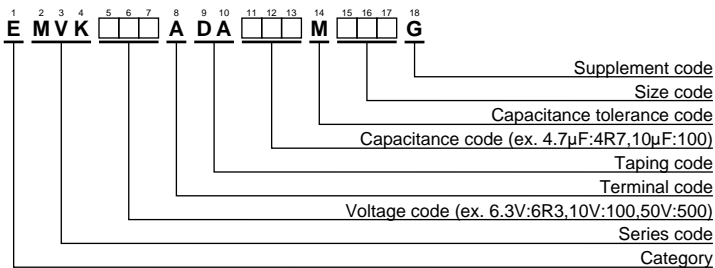 1 2 3 4 5 6 7 8 9 10 11 12 13 14 15 16 17 18
E MVK A DA M G
Supplement code
Size code
Capacitance tolerance code
Capacitance code (ex. 4.7µF:4R7,10µF:100)
Taping code
Terminal code
Voltage code (ex. 6.3V:6R3,10V:100,50V:500)
Series code
Category